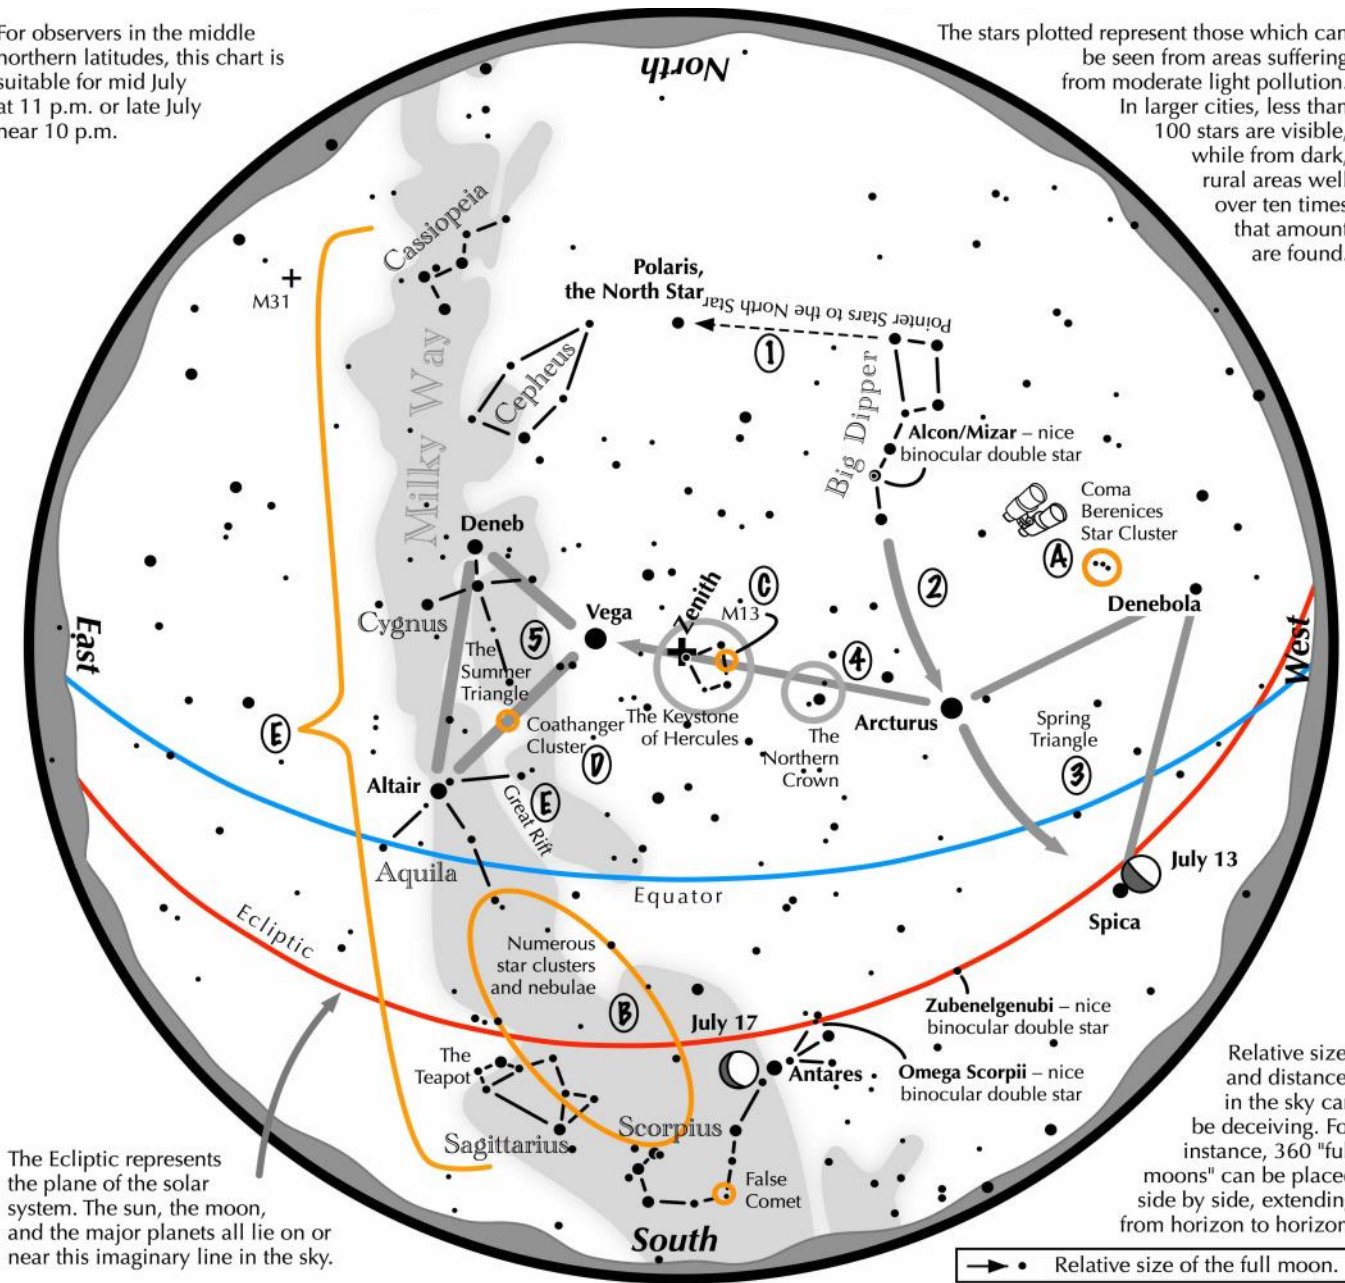 For observers in the middle
northern latitudes, this chart is
suitable for mid July
at 11 p.m. or late July
near 10 p.m.
The stars plotted represent those which can
be seen from areas suffering
from moderate light pollution.
In larger cities, less than
100 stars are visible,
while from dark,
rural areas well
over ten times
that amount
are found.
North
Cassiopeia
M31
Polaris,
the North Star
Pointer Stars to the North Star
1
Milky Way
Cepheus
Big Dipper
Alcon/Mizar – nice
binocular double star
Coma
Berenices
Star Cluster
A
Deneb
2
Denebola
East
Cygnus
Vega
Zenith
C
M13
West
5
The
Summer
Triangle
4
E
Coathanger
Cluster
D
The Keystone
of Hercules
The
Northern
Crown
Arcturus
Spring
Triangle
3
Altair
Great Rift
E
Aquila
Equator
July 13
Spica
Ecliptic
Numerous
star clusters
and nebulae
B
July 17
Zubenelgenubi – nice
binocular double star
The
Teapot
Antares
Omega Scorpii – nice
binocular double star
Sagittarius
Scorpius
False
Comet
South
The Ecliptic represents
the plane of the solar
system. The sun, the moon,
and the major planets all lie on or
near this imaginary line in the sky.
Relative size
and distance
in the sky can
be deceiving. For
instance, 360 "full
moons" can be placed
side by side, extending
from horizon to horizon
Relative size of the full moon.